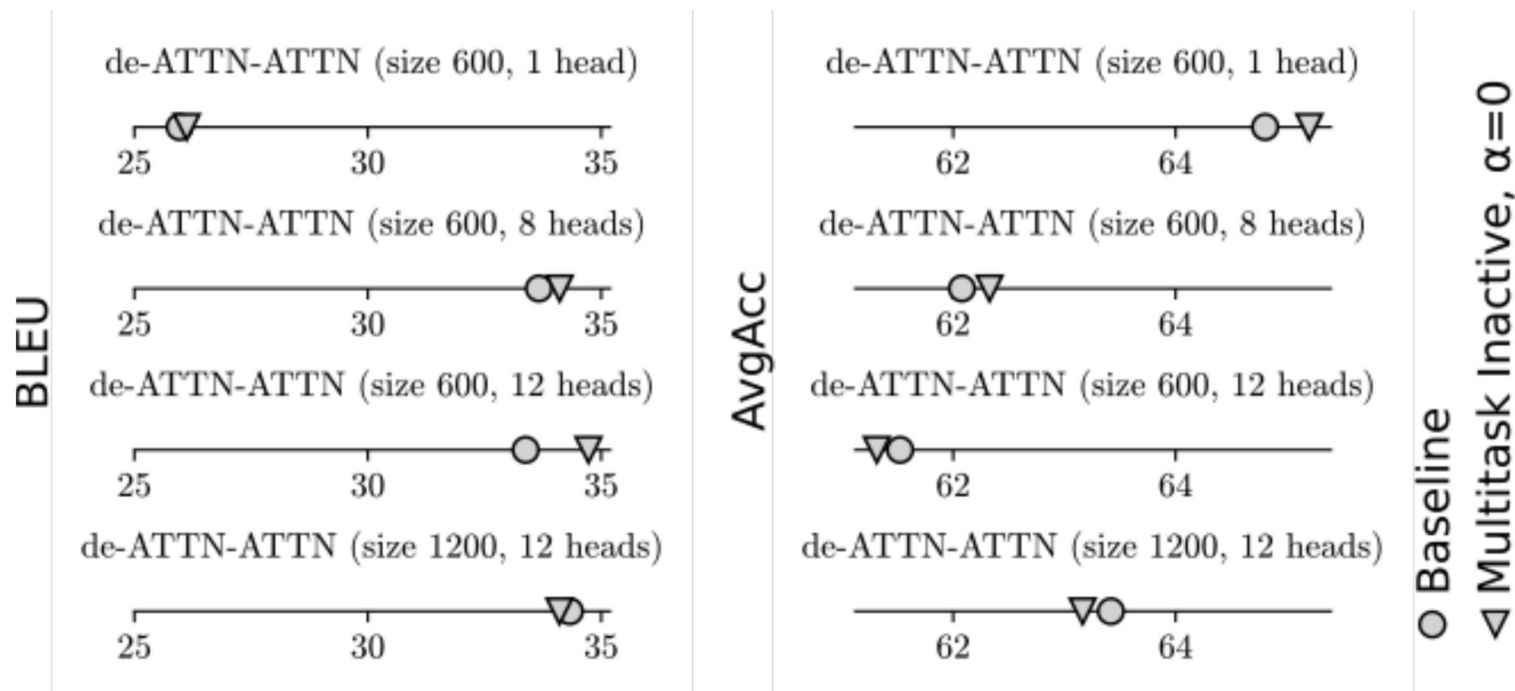 BLEU
de-ATTN-ATTN (size 600, 1 head)
25 30 35
de-ATTN-ATTN (size 600, 8 heads)
25 30 35
de-ATTN-ATTN (size 600, 12 heads)
25 30 35
de-ATTN-ATTN (size 1200, 12 heads)
25 30 35
AvgAcc
de-ATTN-ATTN (size 600, 1 head)
62 64
de-ATTN-ATTN (size 600, 8 heads)
62 64
de-ATTN-ATTN (size 600, 12 heads)
62 64
de-ATTN-ATTN (size 1200, 12 heads)
62 64
Baseline
Multitask Inactive, α=0